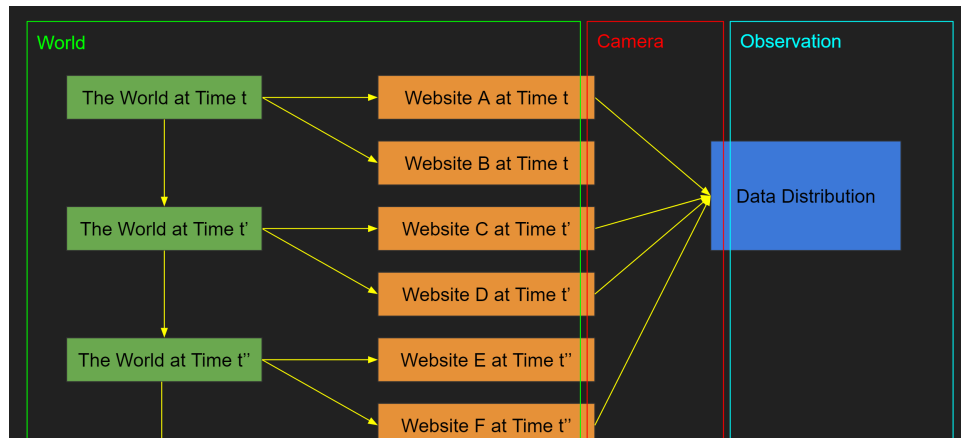 World
Camera
Observation
The World at Time t
Website A at Time t
Website B at Time t
Data Distribution
The World at Time t’
Website C at Time t’
Website D at Time t’
The World at Time t’’
Website E at Time t’’
Website F at Time t’’